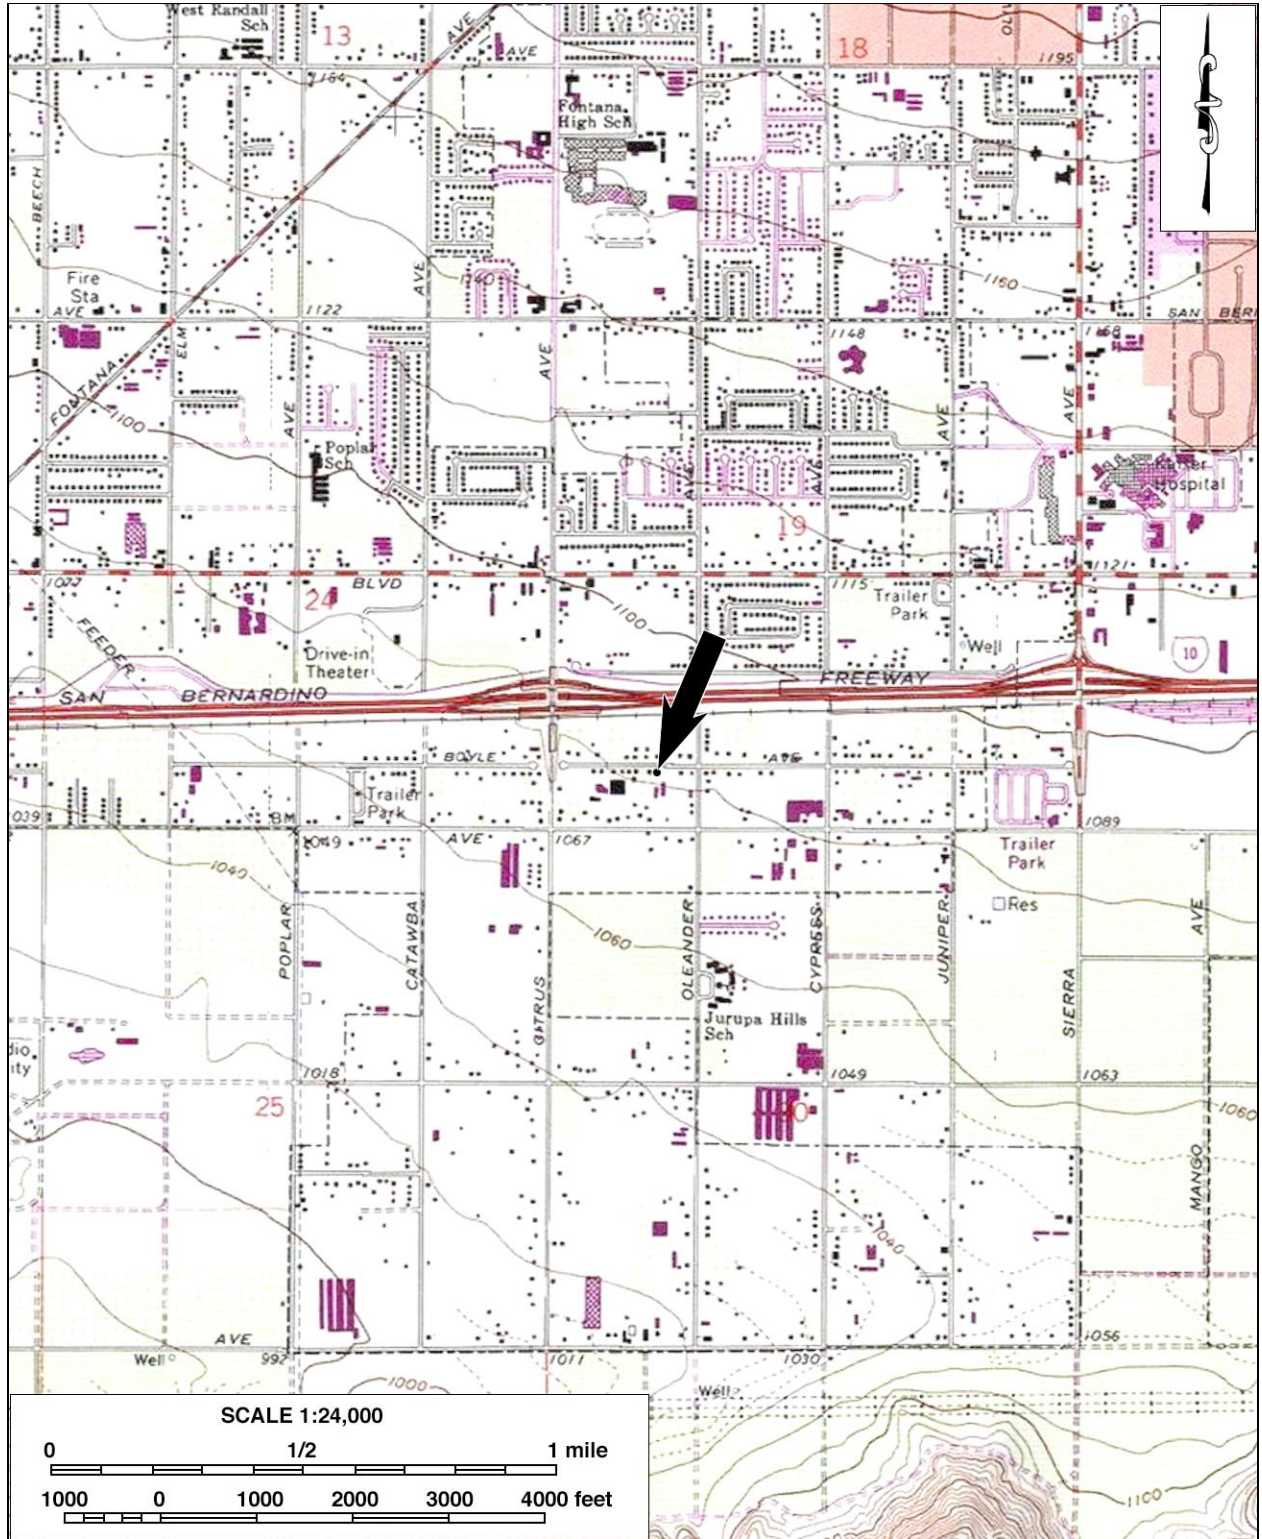 West Randall
Sch
13
AVE
AVE
18
1195
1164
Fontana
High Sch
BEECH
AVE
1140
1160
Fire
Sta
AVE
1122
SAN
BER
ELM
1148
1168
FONTANA
AVE
1100
AVE
AVE
AVE
Poplar
Sch
AVE
AVE
Kaiser
Hospital
19
1077
BLVD
1121
24
1115
Trailer
Park
1100
FEEDER
Drive-in
Theater
Well
10
SAN BERNARDINO
FREEWAY
BOYLE
AVE
Trailer
Park
039
BM
1089
1049
AVE
1067
Trailer
Park
1040
Res
POPLAR
CATAWBA
CITRUS
1060
OLEANDER
CYPRESS
JUNIPER
SIERRA
AVE
Jurupa Hills
Sch
dio
ity
1018
1049
1063
25
1060
MANGO
1040
AVE
1056
Well
992
1011
1030
1000
Well
SCALE 1:24,000
0 1/2 1 mile
1000 0 1000 2000 3000 4000 feet
1100